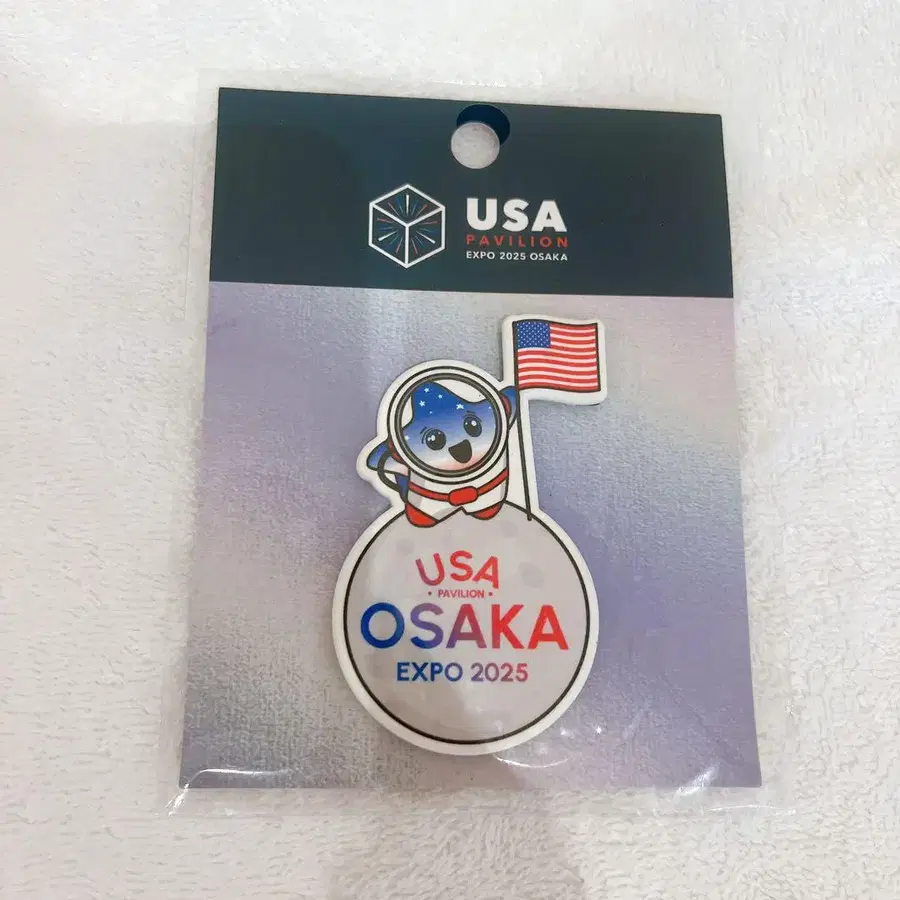 USA
PAVILION
EXPO 2025 OSAKA
USA
• PAVILION •
OSAKA
EXPO 2025